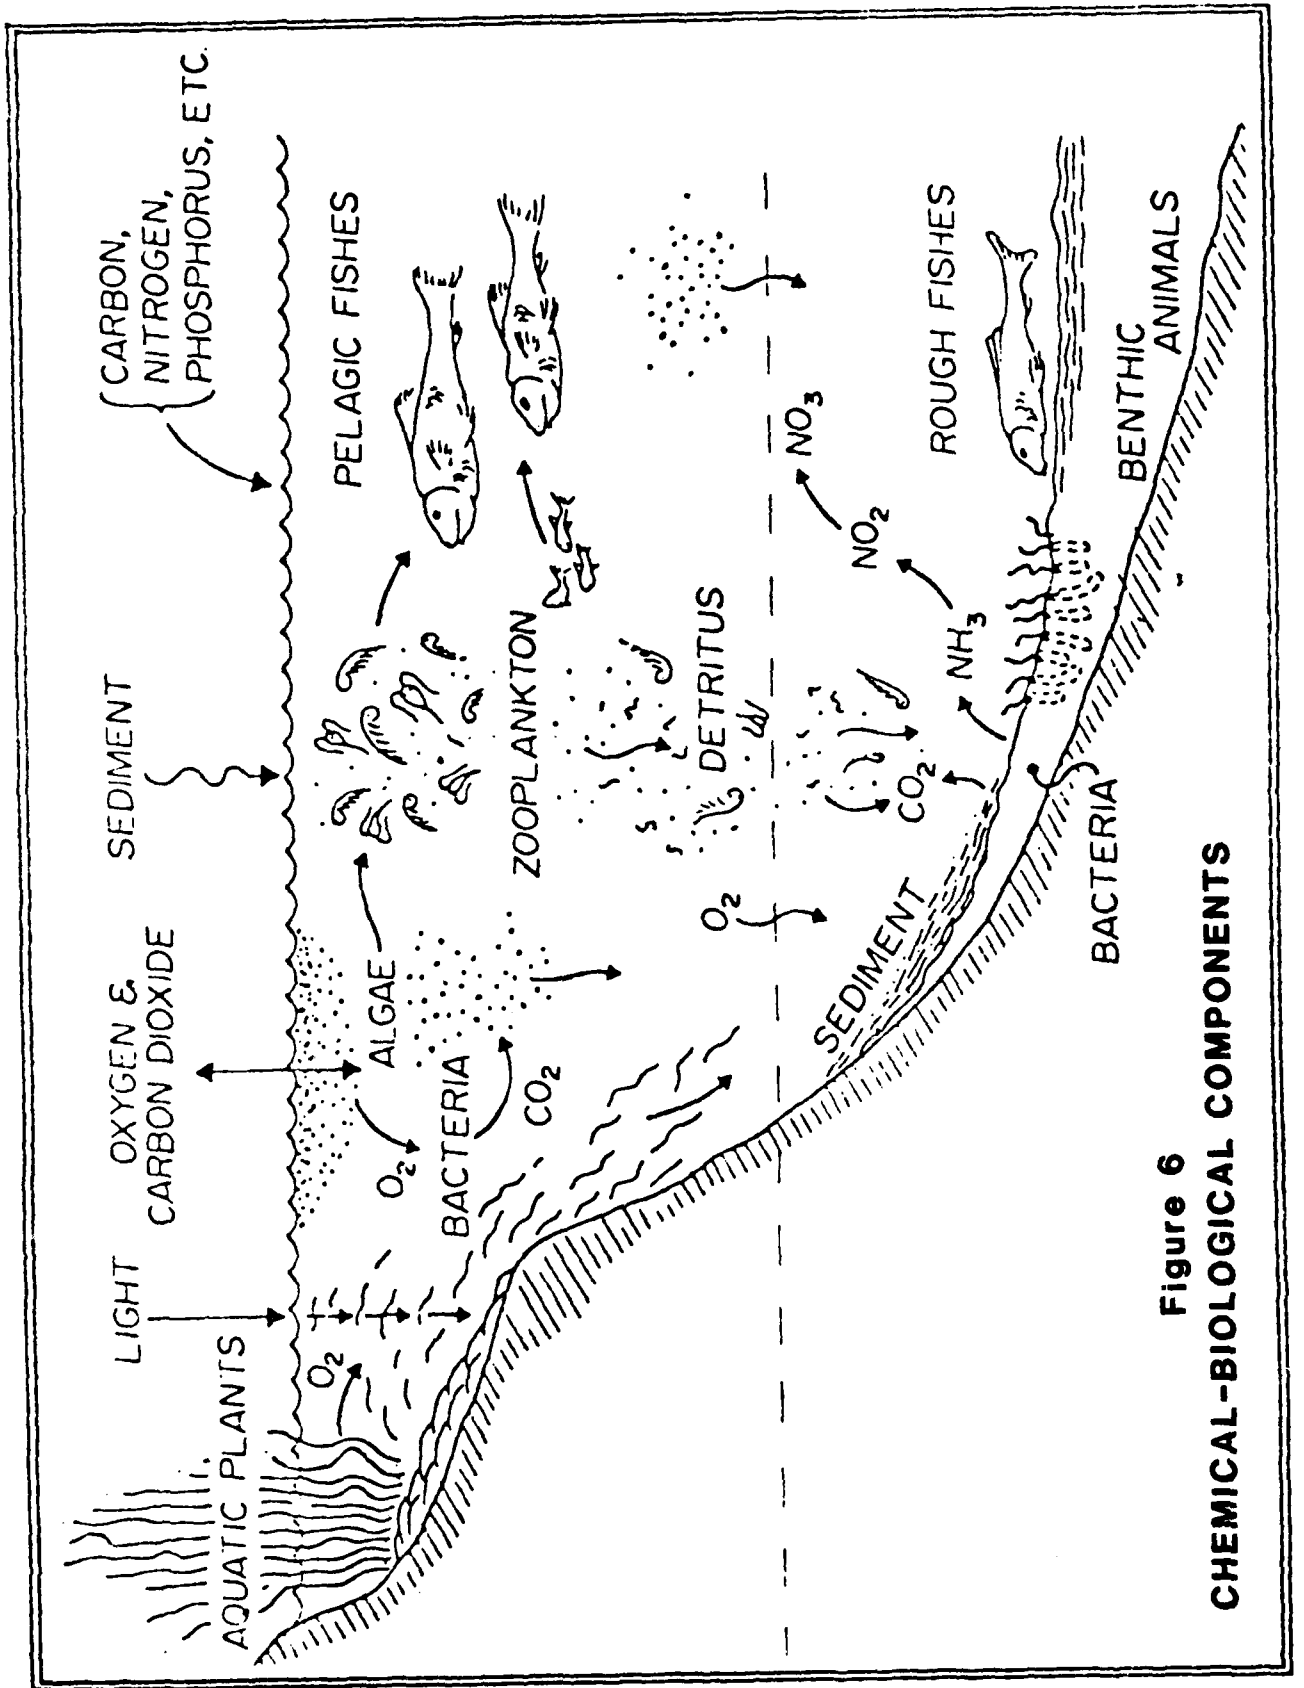 AQUATIC PLANTS
LIGHT
OXYGEN &
CARBON DIOXIDE
SEDIMENT
CARBON,
NITROGEN,
PHOSPHORUS, ETC.
O₂
ALGAE
O₂
BACTERIA
CO₂
ZOOPLANKTON
PELAGIC FISHES
DETRITUS
O₂
CO₂
NH₃
NO₂
NO₃
ROUGH FISHES
SEDIMENT
BACTERIA
BENTHIC
ANIMALS
Figure 6
CHEMICAL-BIOLOGICAL COMPONENTS